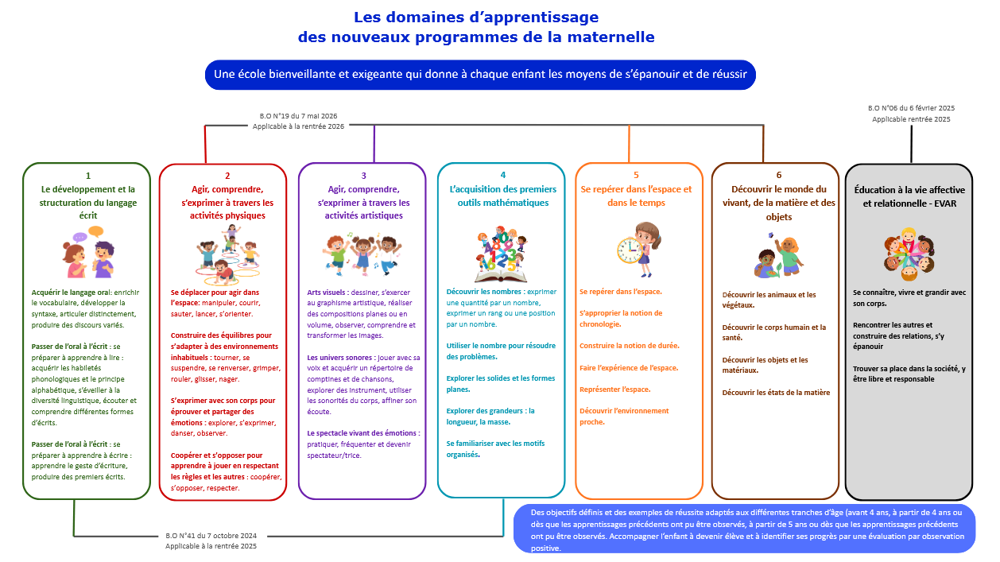 Les domaines d’apprentissage
des nouveaux programmes de la maternelle
Une école bienveillante et exigeante qui donne à chaque enfant les moyens de s’épanouir et de réussir
B.O N°19 du 7 mai 2026
Applicable à la rentrée 2026
B.O N°06 du 6 février 2025
Applicable rentrée 2025
1
Le développement et la
structuration du langage
écrit
Acquérir le langage oral: enrichir
le vocabulaire, développer la
syntaxe, articuler distinctement,
produire des discours variés.
Passer de l’oral à l’écrit : se
préparer à apprendre à lire :
acquérir les habiletés
phonologiques et le principe
alphabétique, s’éveiller à la
diversité linguistique, écouter et
comprendre différentes formes
d’écrits.
Passer de l’oral à l’écrit : se
préparer à apprendre à écrire :
apprendre le geste d’écriture,
produire des premiers écrits.
2
Agir, comprendre,
s’exprimer à travers les
activités physiques
Se déplacer pour agir dans
l’espace: manipuler, courir,
sauter, lancer, s’orienter.
Construire des équilibres pour
s’adapter à des environnements
inhabituels : tourner, se
suspendre, se renverser, grimper,
rouler, glisser, nager.
S’exprimer avec son corps pour
éprouver et partager des
émotions : explorer, s’exprimer,
danser, observer.
Coopérer et s’opposer pour
apprendre à jouer en respectant
les règles et les autres : coopérer,
s’opposer, respecter.
3
Agir, comprendre,
s’exprimer à travers les
activités artistiques
Arts visuels : dessiner, s’exercer
au graphisme artistique, réaliser
des compositions planes ou en
volume, observer, comprendre et
transformer les images.
Les univers sonores : jouer avec sa
voix et acquérir un répertoire de
comptines et de chansons,
explorer des instrument, utiliser
les sonorités du corps, affiner son
écoute.
Le spectacle vivant des émotions :
pratiquer, fréquenter et devenir
spectateur/trice.
4
L’acquisition des premiers
outils mathématiques
Découvrir les nombres : exprimer
une quantité par un nombre,
exprimer un rang ou une position
par un nombre.
Utiliser le nombre pour résoudre
des problèmes.
Explorer les solides et les formes
planes.
Explorer des grandeurs : la
longueur, la masse.
Se familiariser avec les motifs
organisés.
5
Se repérer dans l’espace et
dans le temps
Se repérer dans l’espace.
S’approprier la notion de
chronologie.
Construire la notion de durée.
Faire l’expérience de l’espace.
Représenter l’espace.
Découvrir l’environnement
proche.
6
Découvrir le monde du
vivant, de la matière et des
objets
Découvrir les animaux et les
végétaux.
Découvrir le corps humain et la
santé.
Découvrir les objets et les
matériaux.
Découvrir les états de la matière
Éducation à la vie affective
et relationnelle - EVAR
Se connaître, vivre et grandir avec
son corps.
Rencontrer les autres et
construire des relations, s’y
épanouir
Trouver sa place dans la société, y
être libre et responsable
B.O N°41 du 7 octobre 2024
Applicable à la rentrée 2025
Des objectifs définis et des exemples de réussite adaptés aux différentes tranches d’âge (avant 4 ans, à partir de 4 ans ou
dès que les apprentissages précédents ont pu être observés, à partir de 5 ans ou dès que les apprentissages précédents
ont pu être observés. Accompagner l’enfant à devenir élève et à identifier ses progrès par une évaluation par observation
positive.